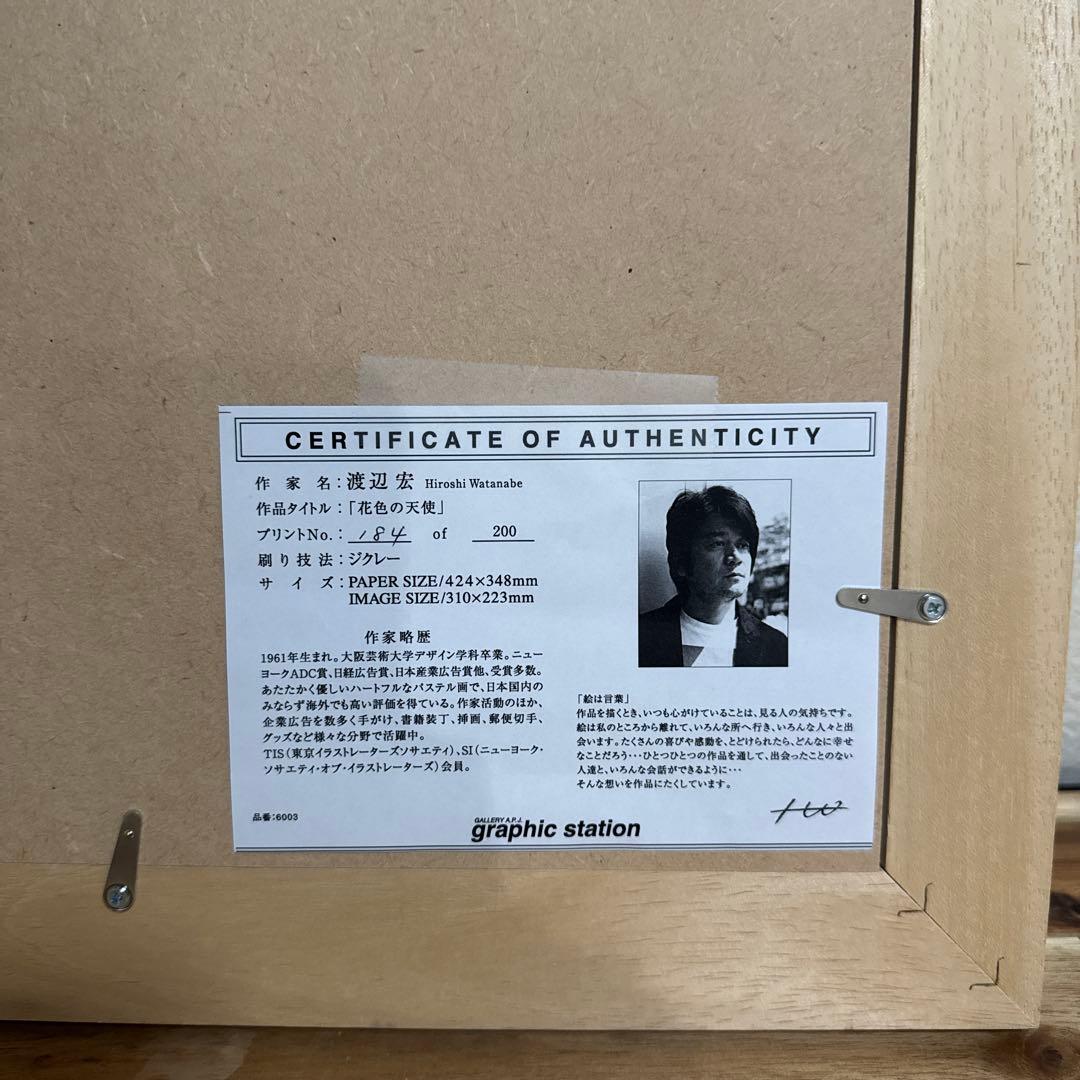 CERTIFICATE OF AUTHENTICITY
作家名：渡辺 宏 Hiroshi Watanabe
作品タイトル：「花色の天使」
プリントNo.：184 of 200
刷り技法：ジクレー
サイズ：PAPER SIZE/424×348mm
IMAGE SIZE/310×223mm
作家略歴
1961年生まれ。大阪芸術大学デザイン学科卒業。ニュー
ヨークADC賞、日経広告賞、日本産業広告賞他、受賞多数。
あたたかく優しいハートフルなパステル画で、日本国内の
みならず海外でも高い評価を得ている。作家活動のほか、
企業広告を数多く手がけ、書籍装丁、挿画、郵便切手、
グッズなど様々な分野で活躍中。
TIS（東京イラストレーターズソサエティ）、SI（ニューヨーク・
ソサエティ・オブ・イラストレーターズ）会員。
「絵は言葉」
作品を描くとき、いつも心がけていることは、見る人の気持ちです。
絵は私のところから離れて、いろんな所へ行き、いろんな人々と出
会います。たくさんの喜びや感動を、とどけられたら、どんなに幸せ
なことだろう・・・ひとつひとつの作品を通して、出会ったことのない
人達と、いろんな会話ができるように・・・
そんな想いを作品にたくしています。
品番：6003
GALLERY A.P.J.
graphic station